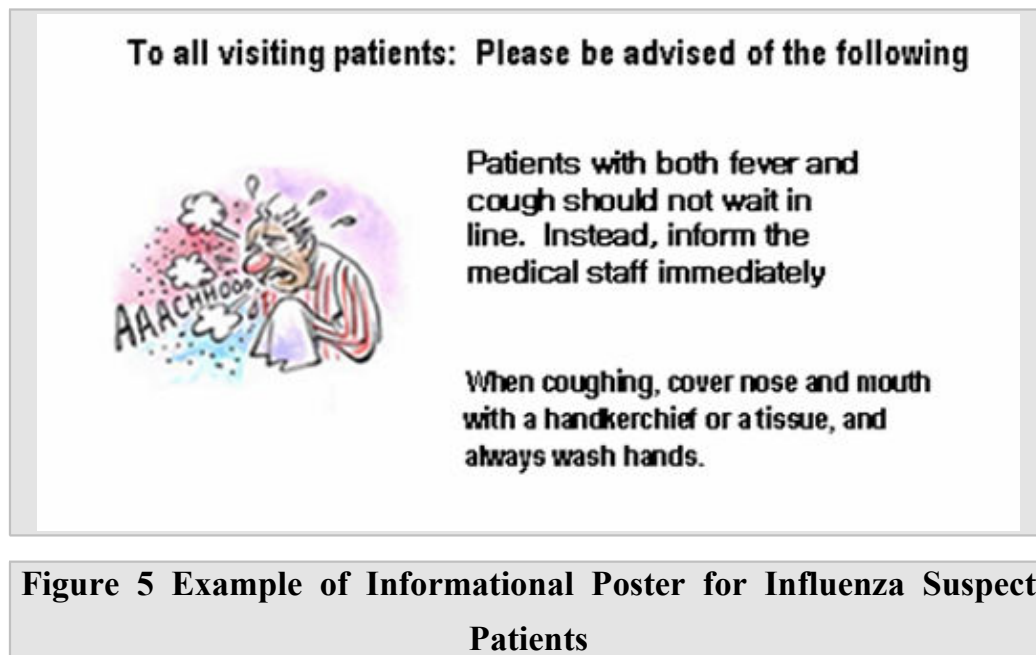 To all visiting patients: Please be advised of the following
Patients with both fever and
cough should not wait in
line. Instead, inform the
medical staff immediately
AAACHHOOoo
When coughing, cover nose and mouth
with a handkerchief or a tissue, and
always wash hands.
Figure 5 Example of Informational Poster for Influenza Suspect
Patients